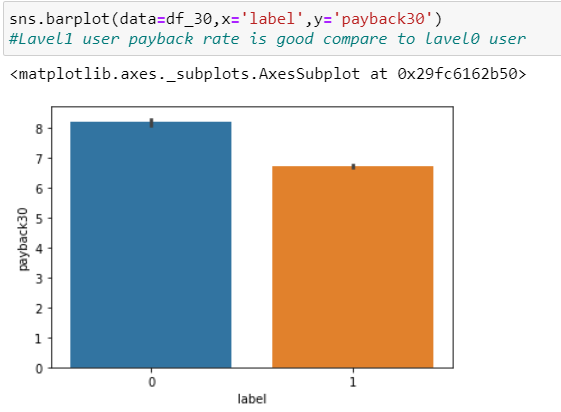 sns.barplot(data=df_30,x='label',y='payback30')
#Lavel1 user payback rate is good compare to lavel0 user
<matplotlib.axes._subplots.AxesSubplot at 0x29fc6162b50>
8
7
6
5
4
3
2
1
0
payback30
0 1
label